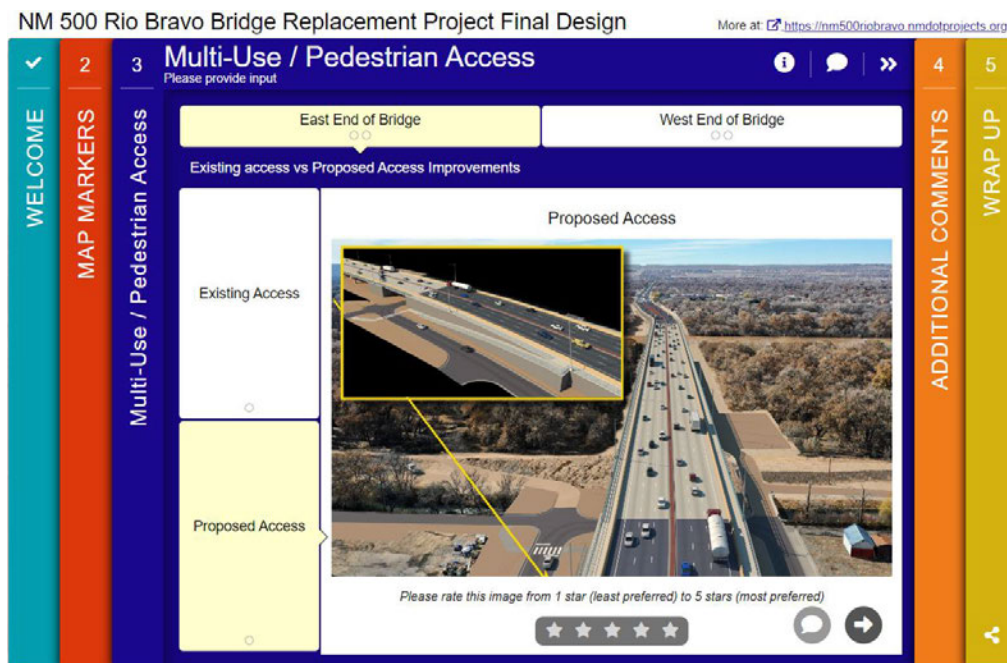 NM 500 Rio Bravo Bridge Replacement Project Final Design
More at: https://nm500riobravo.nmdotprojects.org
WELCOME
2
MAP MARKERS
3
Multi-Use / Pedestrian Access
Multi-Use / Pedestrian Access
Please provide input
East End of Bridge
West End of Bridge
Existing access vs Proposed Access Improvements
Existing Access
Proposed Access
Proposed Access
Please rate this image from 1 star (least preferred) to 5 stars (most preferred)
4
ADDITIONAL COMMENTS
5
WRAP UP